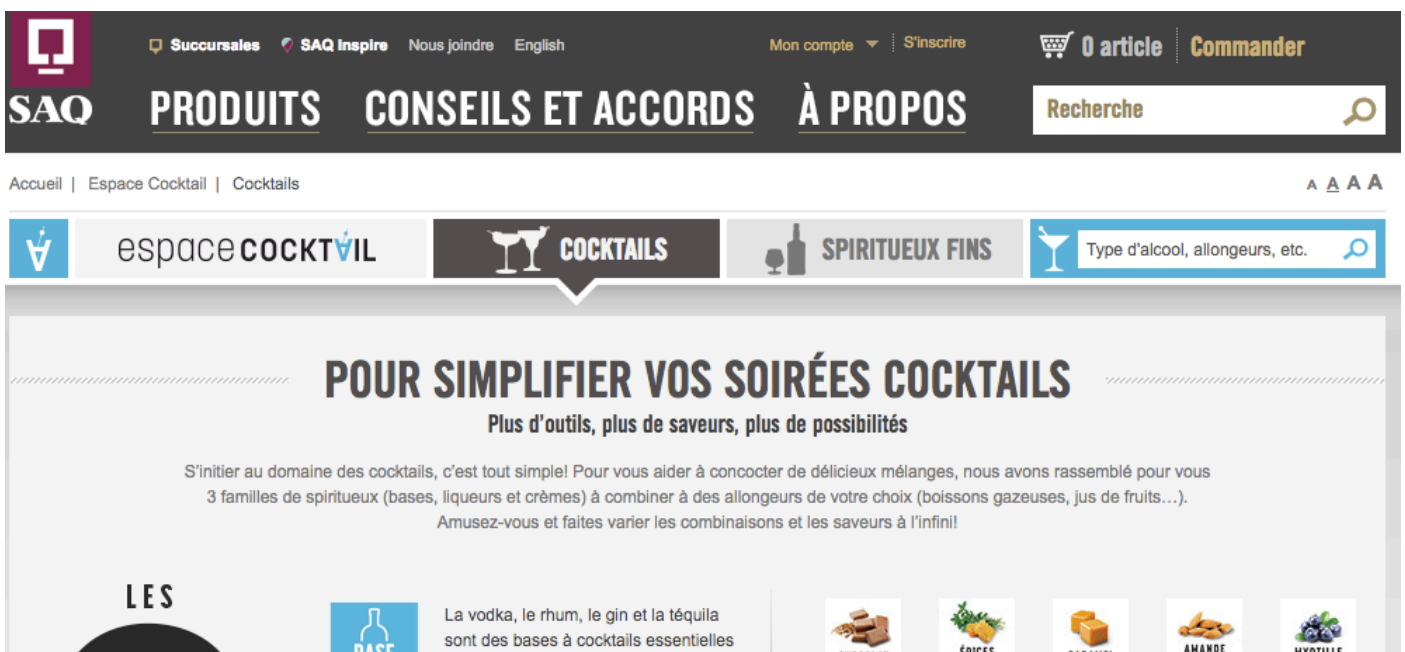 Succursales SAQ Inspire Nous joindre English Mon compte S'inscrire 0 article Commander
SAQ PRODUITS CONSEILS ET ACCORDS À PROPOS Recherche
Accueil | Espace Cocktail | Cocktails A A A A
espace COCKTAIL COCKTAILS SPIRITUEUX FINS Type d'alcool, allongeurs, etc.
POUR SIMPLIFIER VOS SOIRÉES COCKTAILS
Plus d'outils, plus de saveurs, plus de possibilités
S'initier au domaine des cocktails, c'est tout simple! Pour vous aider à concocter de délicieux mélanges, nous avons rassemblé pour vous
3 familles de spiritueux (bases, liqueurs et crèmes) à combiner à des allongeurs de votre choix (boissons gazeuses, jus de fruits…).
Amusez-vous et faites varier les combinaisons et les saveurs à l'infini!
LES
BASE
La vodka, le rhum, le gin et la téquila
sont des bases à cocktails essentielles
ÉPICES AMANDE MYRTILLE